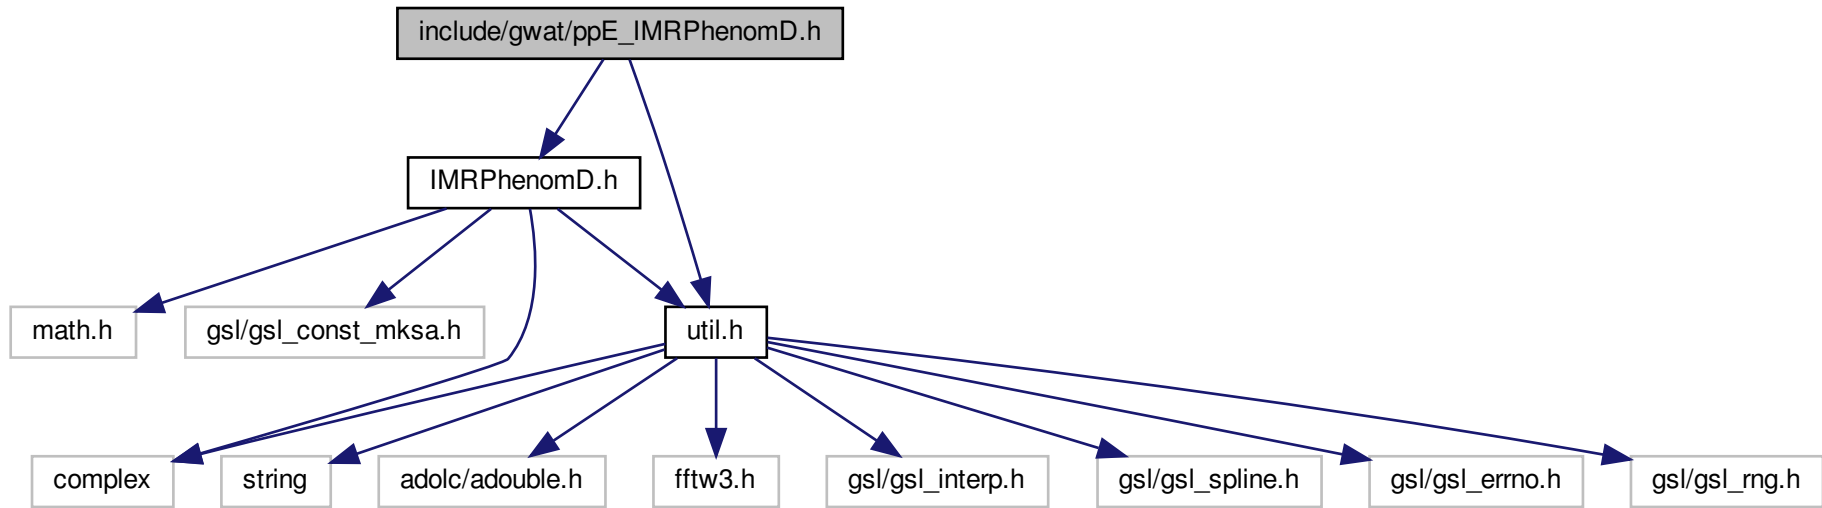 include/gwat/ppE_IMRPhenomD.h
IMRPhenomD.h
math.h
gsl/gsl_const_mksa.h
util.h
complex
string
adolc/adouble.h
fftw3.h
gsl/gsl_interp.h
gsl/gsl_spline.h
gsl/gsl_errno.h
gsl/gsl_rng.h